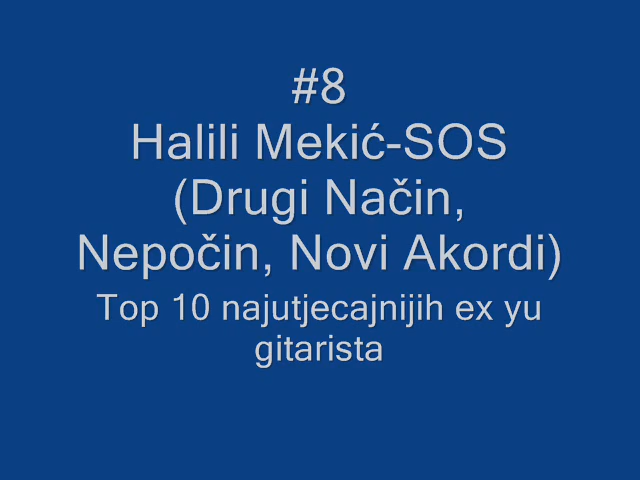 #8
Halili Mekić-SOS
(Drugi Način,
Nepočin, Novi Akordi)
Top 10 najutjecajnijih ex yu
gitarista